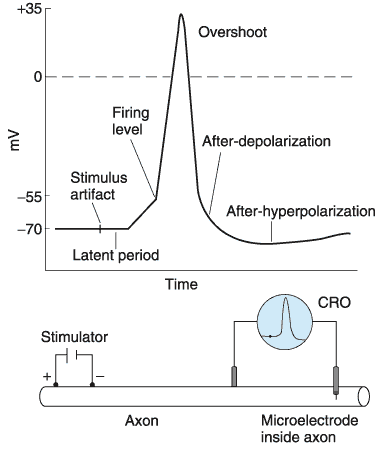 +35
Overshoot
0
Firing
level
mV
After-depolarization
Stimulus
artifact
−55
After-hyperpolarization
−70
Latent period
Time
CRO
Stimulator
+
−
Axon
Microelectrode
inside axon